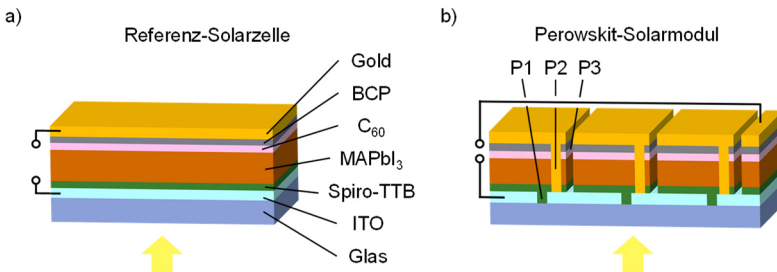 a)
Referenz-Solarzelle
Gold
BCP
C60
MAPbI3
Spiro-TTB
ITO
Glas
b)
Perowskit-Solarmodul
P1 P2 P3